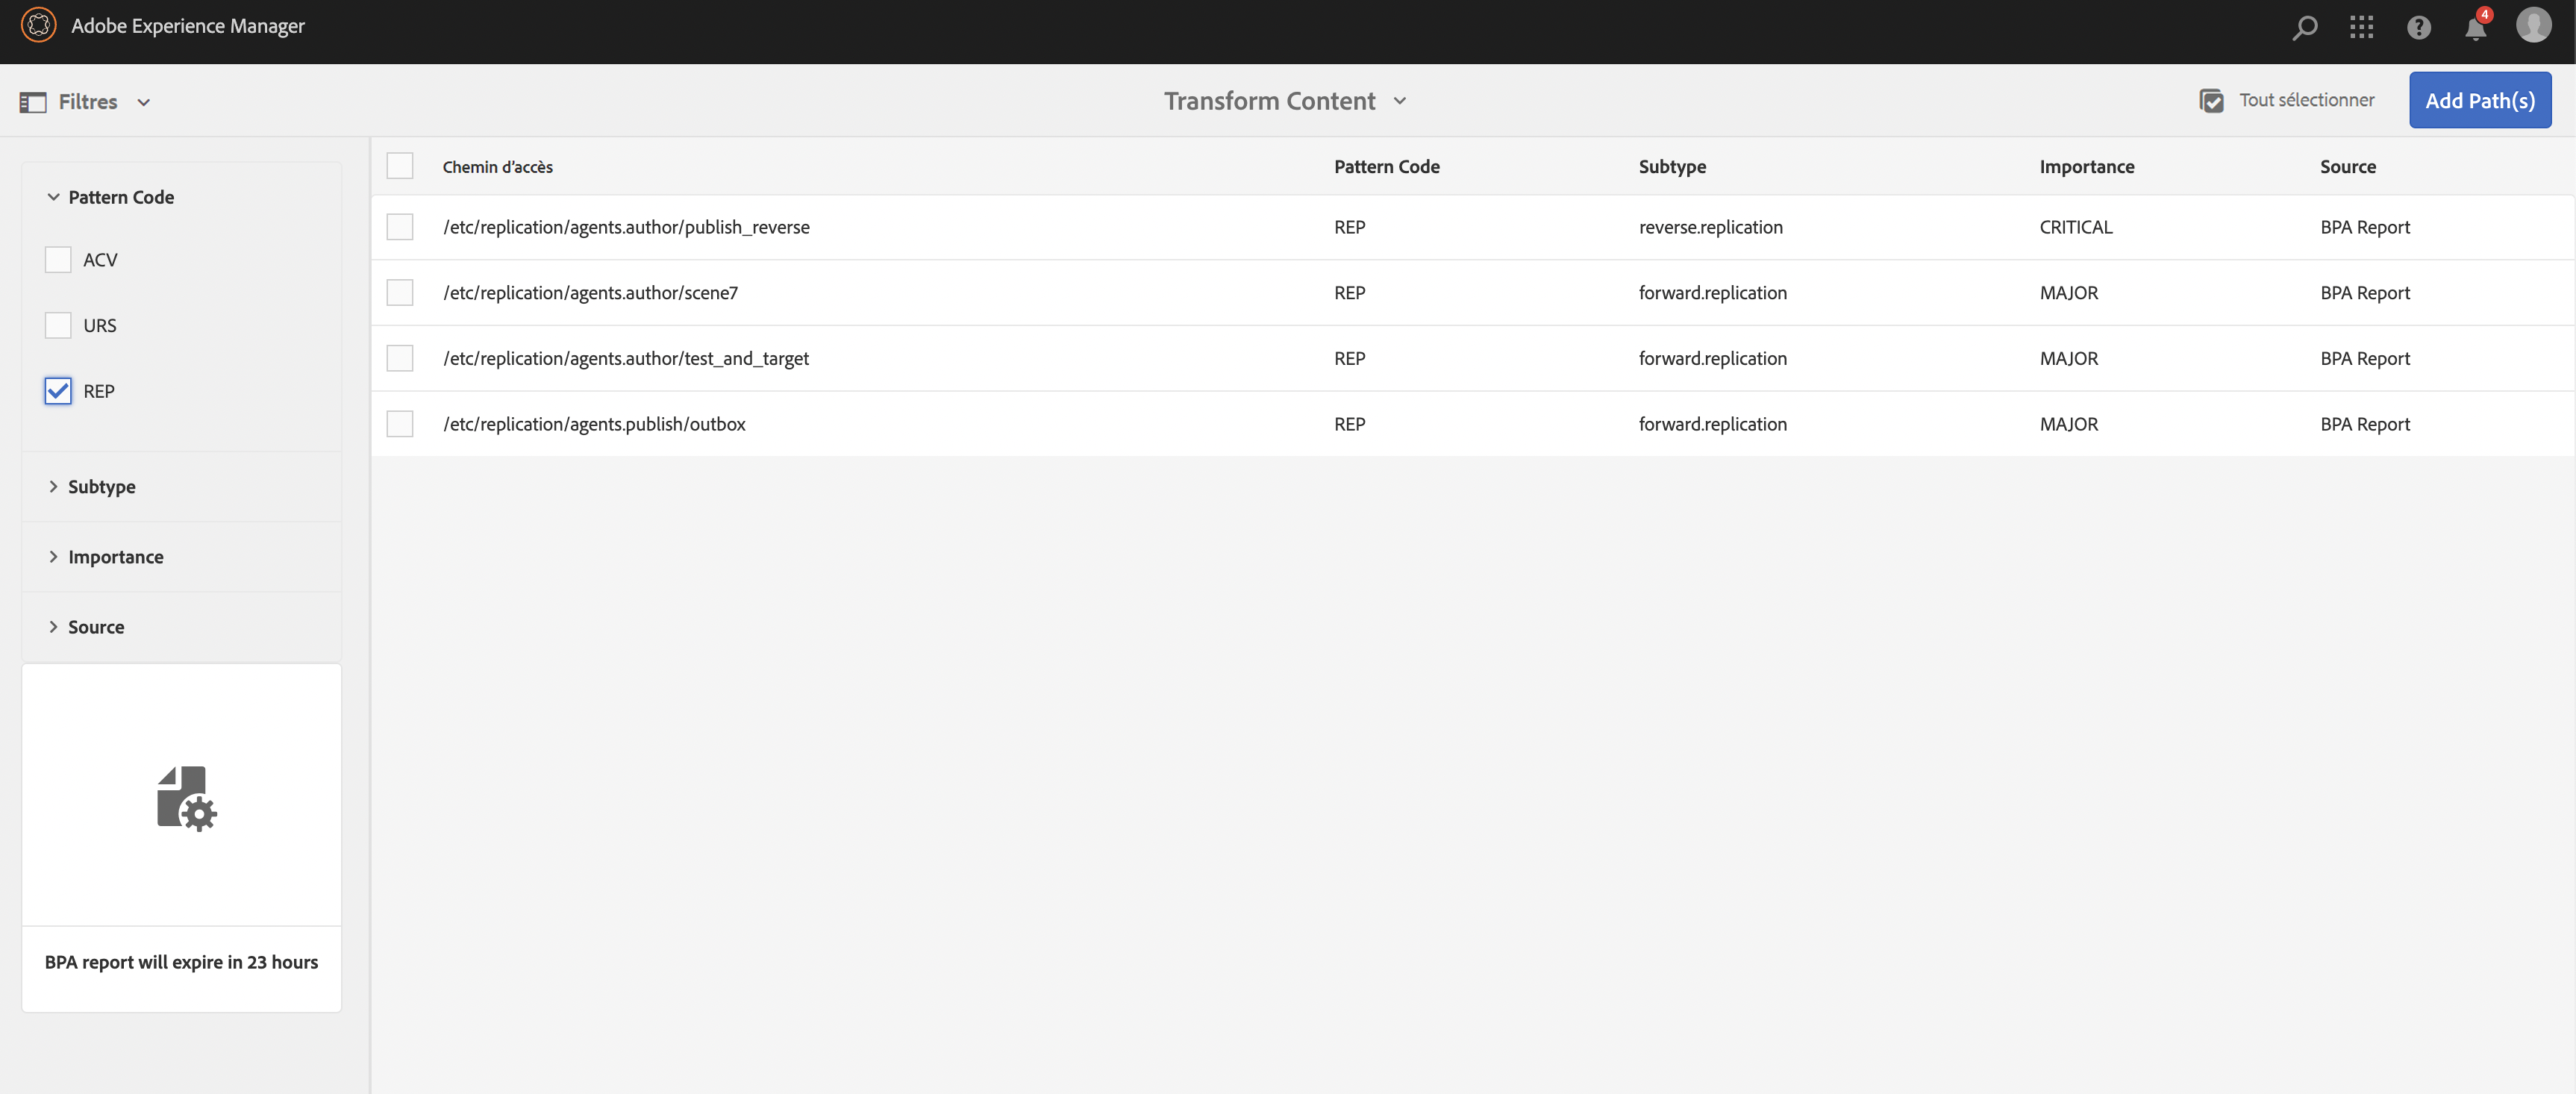 Adobe Experience Manager
4
Filtres
Transform Content
Tout sélectionner
Add Path(s)
Pattern Code
ACV
URS
REP
Subtype
Importance
Source
BPA report will expire in 23 hours
Chemin d’accès Pattern Code Subtype Importance Source
/etc/replication/agents.author/publish_reverse REP reverse.replication CRITICAL BPA Report
/etc/replication/agents.author/scene7 REP forward.replication MAJOR BPA Report
/etc/replication/agents.author/test_and_target REP forward.replication MAJOR BPA Report
/etc/replication/agents.publish/outbox REP forward.replication MAJOR BPA Report